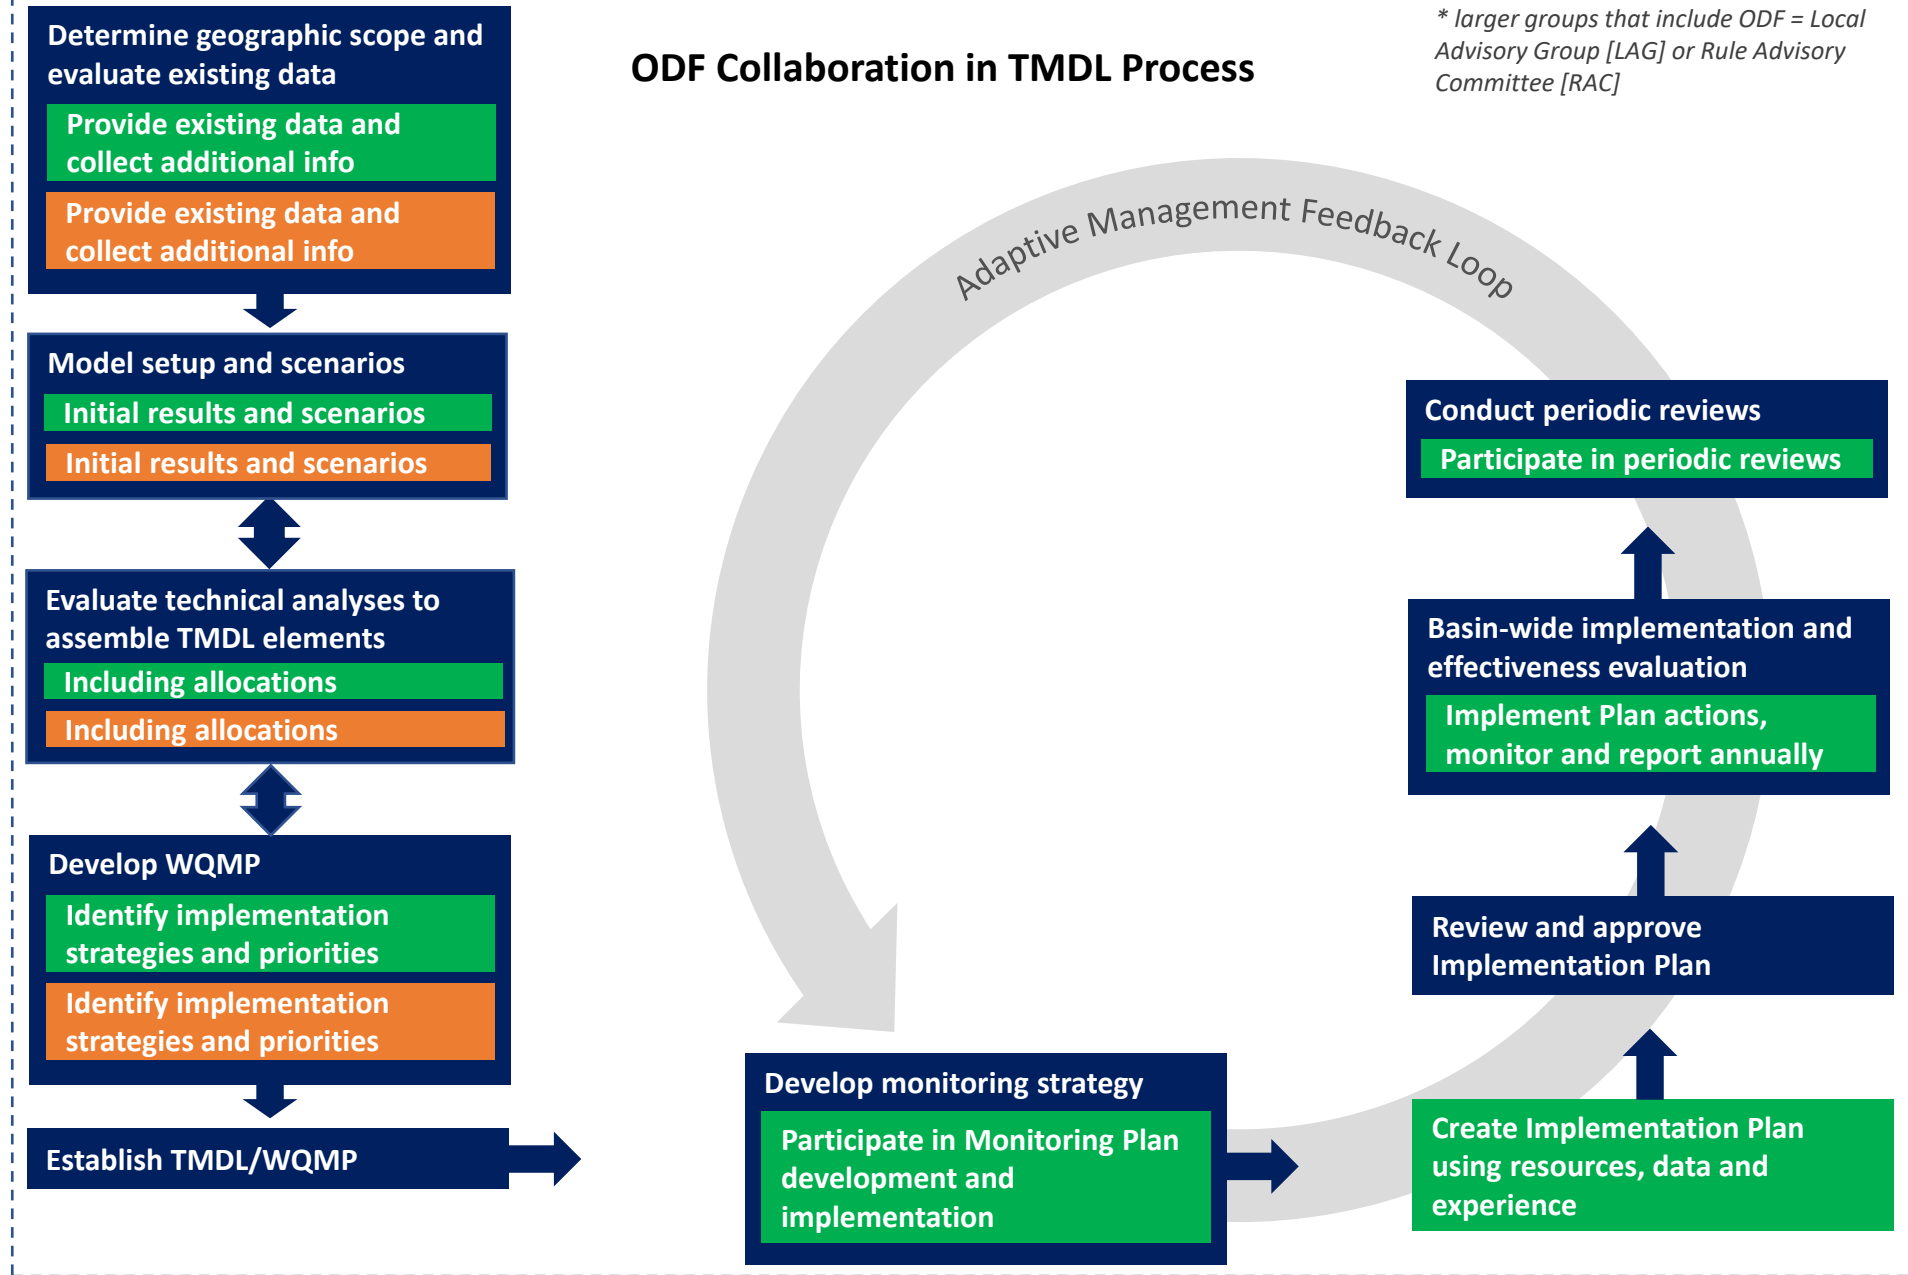 Determine geographic scope and
evaluate existing data
Provide existing data and
collect additional info
Provide existing data and
collect additional info
Model setup and scenarios
Initial results and scenarios
Initial results and scenarios
Evaluate technical analyses to
assemble TMDL elements
Including allocations
Including allocations
Develop WQMP
Identify implementation
strategies and priorities
Identify implementation
strategies and priorities
Establish TMDL/WQMP
ODF Collaboration in TMDL Process
* larger groups that include ODF = Local
Advisory Group [LAG] or Rule Advisory
Committee [RAC]
Adaptive Management Feedback Loop
Develop monitoring strategy
Participate in Monitoring Plan
development and
implementation
Conduct periodic reviews
Participate in periodic reviews
Basin-wide implementation and
effectiveness evaluation
Implement Plan actions,
monitor and report annually
Review and approve
Implementation Plan
Create Implementation Plan
using resources, data and
experience